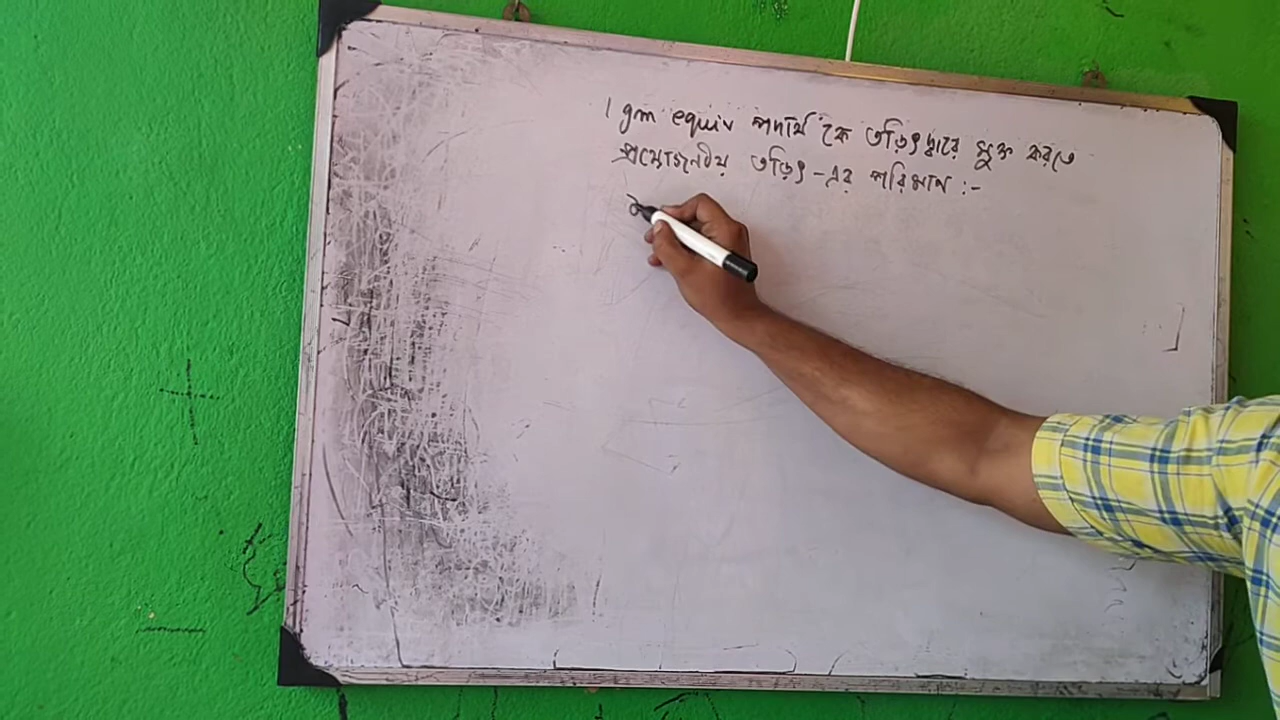 1 gm equiv পদার্থ কে তড়িৎদ্বারে মুক্ত করতে
প্রয়োজনীয় তড়িৎ-এর পরিমান :-